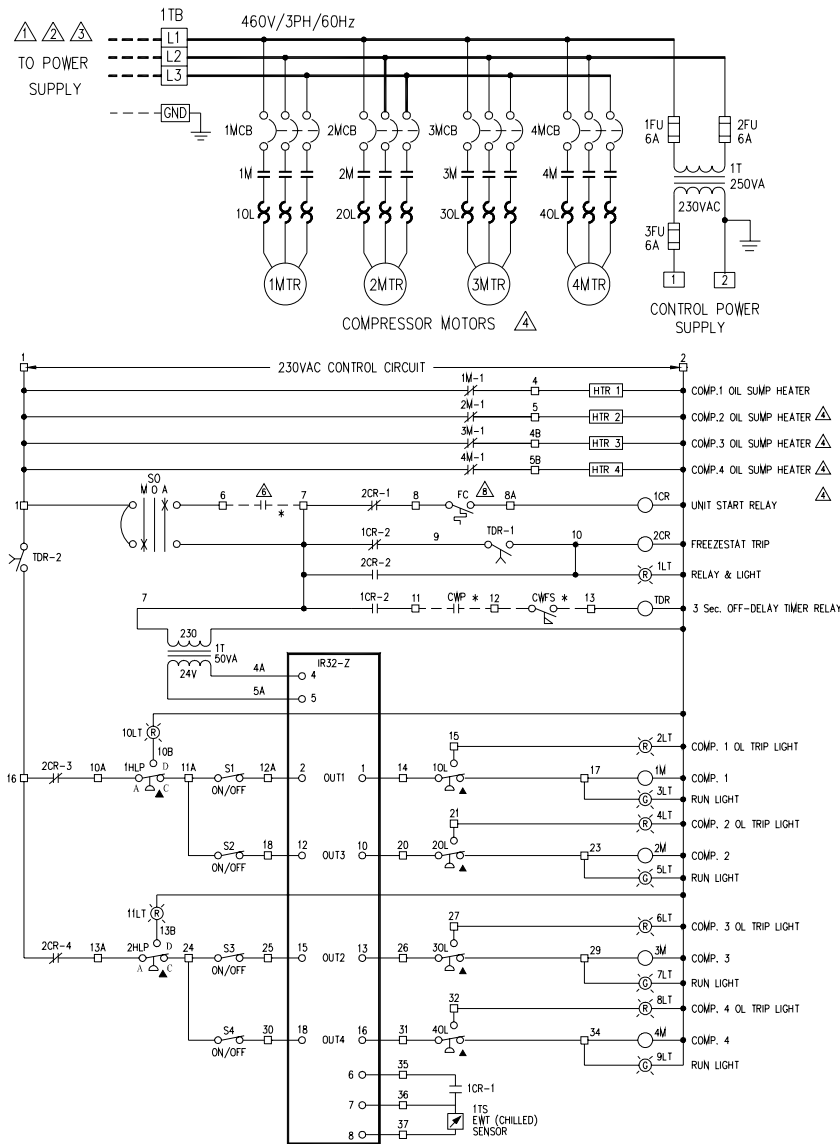 1 2 3 1TB 460V/3PH/60Hz
L1
TO POWER L2
SUPPLY L3
GND
1MCB 2MCB 3MCB 4MCB 1FU 6A 2FU 6A
1M 2M 3M 4M 1T 250VA
1OL 2OL 3OL 4OL 230VAC
3FU 6A
1MTR 2MTR 3MTR 4MTR 1 2
COMPRESSOR MOTORS 4
CONTROL POWER
SUPPLY
1 230VAC CONTROL CIRCUIT 2
1M-1 4 HTR 1 COMP.1 OIL SUMP HEATER
2M-1 5 HTR 2 COMP.2 OIL SUMP HEATER 4
3M-1 4B HTR 3 COMP.3 OIL SUMP HEATER 4
4M-1 5B HTR 4 COMP.4 OIL SUMP HEATER 4
4
SO
M O A
1 X 6 6 * 7 2CR-1 8 FC 8 8A 1CR UNIT START RELAY
TDR-2 X 1CR-2 9 TDR-1 10 2CR FREEZESTAT TRIP
2CR-2 R 1LT RELAY & LIGHT
7 1CR-2 11 CWP * 12 CWFS * 13 TDR 3 Sec. OFF-DELAY TIMER RELAY
230
1T
50VA
24V
IR32-Z
4A 4
5A 5
10LT R 10B
15 R 2LT COMP. 1 OL TRIP LIGHT
16 2CR-3 10A 1HLP D A C 11A S1 ON/OFF 12A 2 OUT1 1 14 1OL 17 1M COMP. 1
G 3LT RUN LIGHT
21 R 4LT COMP. 2 OL TRIP LIGHT
S2 ON/OFF 18 12 OUT3 10 20 2OL 23 2M COMP. 2
G 5LT RUN LIGHT
11LT R 13B
27 R 6LT COMP. 3 OL TRIP LIGHT
2CR-4 13A 2HLP D A C 24 S3 ON/OFF 25 15 OUT2 13 26 3OL 29 3M COMP. 3
G 7LT RUN LIGHT
32 R 8LT COMP. 4 OL TRIP LIGHT
S4 ON/OFF 30 18 OUT4 16 31 4OL 34 4M COMP. 4
G 9LT RUN LIGHT
6 35
1CR-1
7 36
1TS
EWT (CHILLED)
SENSOR
8 37